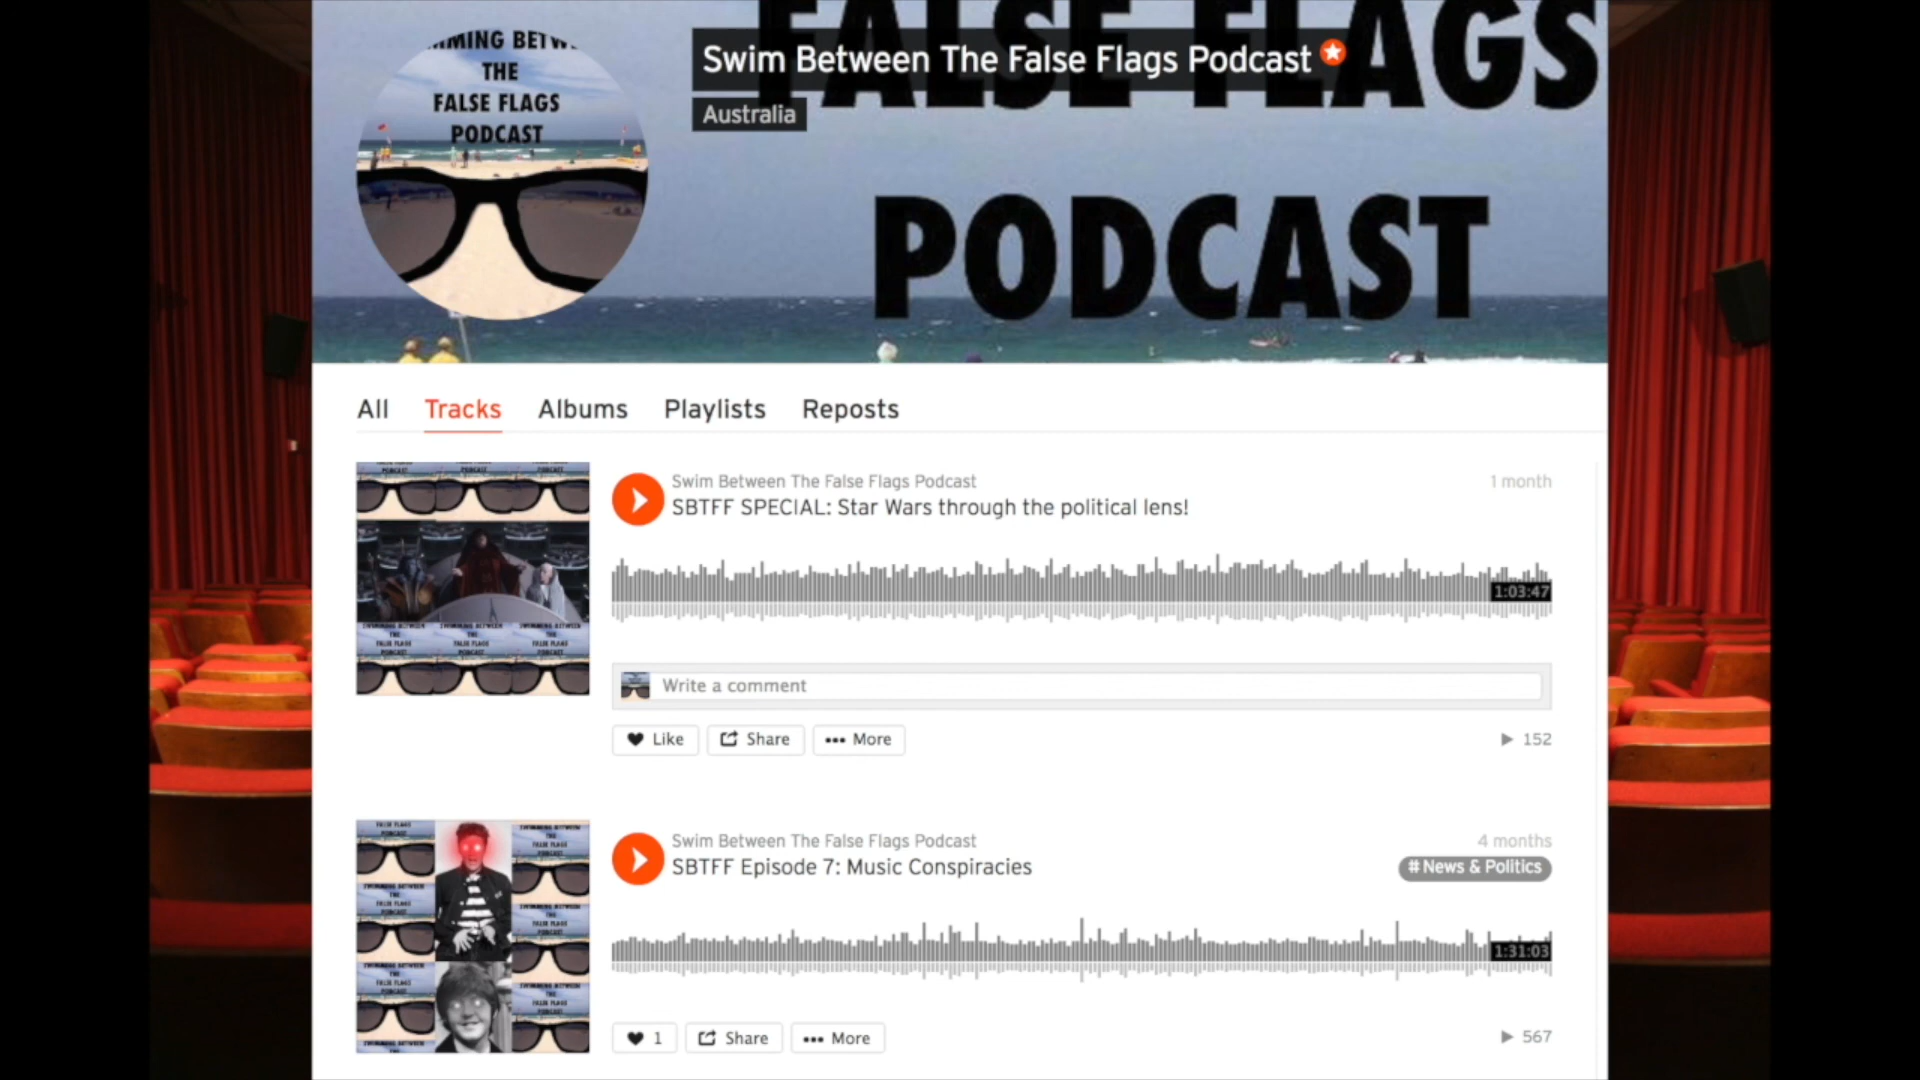 FALSE FLAGS
PODCAST
THE
FALSE FLAGS
PODCAST
Swim Between The False Flags Podcast
Australia
All Tracks Albums Playlists Reposts
Swim Between The False Flags Podcast
1 month
SBTFF SPECIAL: Star Wars through the political lens!
1:03:47
Write a comment
Like Share More
152
Swim Between The False Flags Podcast
4 months
SBTFF Episode 7: Music Conspiracies
# News & Politics
1:31:03
1 Share More
567